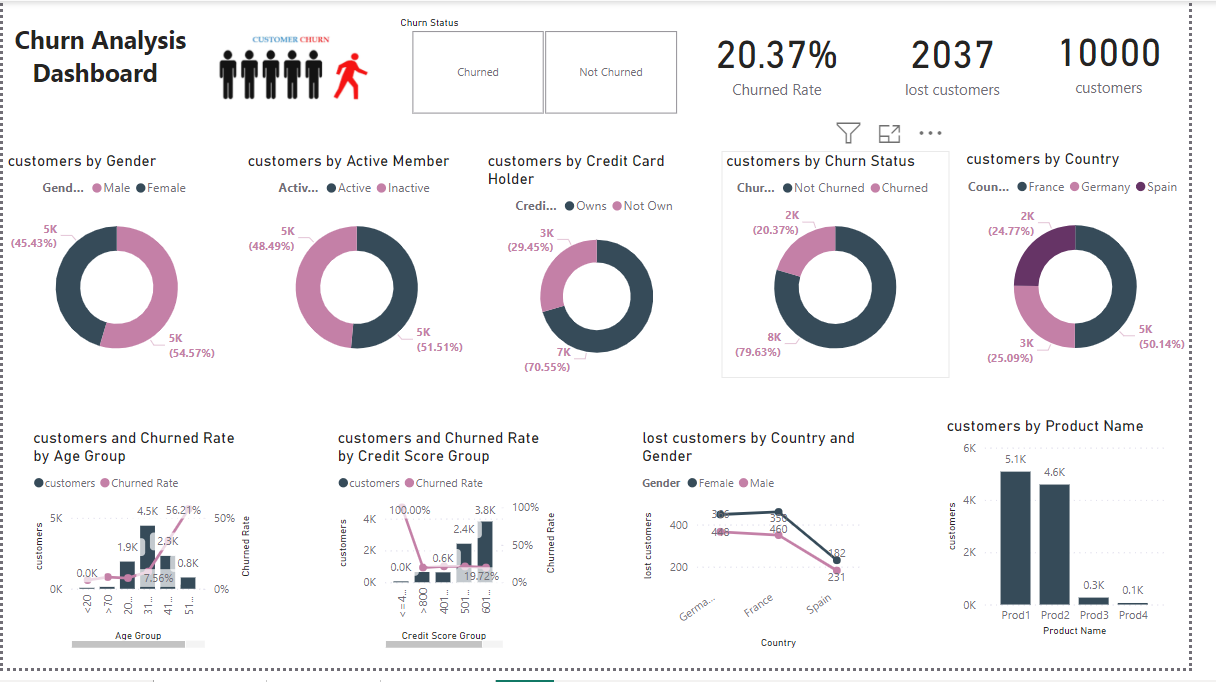 Churn Analysis
Dashboard
CUSTOMER CHURN
Churn Status
Churned
Not Churned
20.37%
Churned Rate
2037
lost customers
10000
customers
customers by Gender
Gend... Male Female
5K
(45.43%)
5K
(54.57%)
customers by Active Member
Activ... Active Inactive
5K
(48.49%)
5K
(51.51%)
customers by Credit Card
Holder
Credi... Owns Not Own
3K
(29.45%)
7K
(70.55%)
customers by Churn Status
Chur... Not Churned Churned
2K
(20.37%)
8K
(79.63%)
customers by Country
Coun... France Germany Spain
2K
(24.77%)
3K
(25.09%)
5K
(50.14%)
customers and Churned Rate
by Age Group
customers Churned Rate
customers
5K
0K
0.0K
1.9K
4.5K
2.3K
0.8K
56.21%
7.56%
50%
0%
Churned Rate
<20
>70
20...
31...
41...
51...
Age Group
customers and Churned Rate
by Credit Score Group
customers Churned Rate
customers
4K
2K
0K
100.00%
0.0K
0.6K
2.4K
3.8K
19.72%
100%
50%
0%
Churned Rate
<=4...
>800
401...
501...
601...
Credit Score Group
lost customers by Country and
Gender
Gender Female Male
lost customers
400
200
460
182
231
Germa...
France
Spain
Country
customers by Product Name
customers
6K
4K
2K
0K
5.1K
4.6K
0.3K
0.1K
Prod1 Prod2 Prod3 Prod4
Product Name